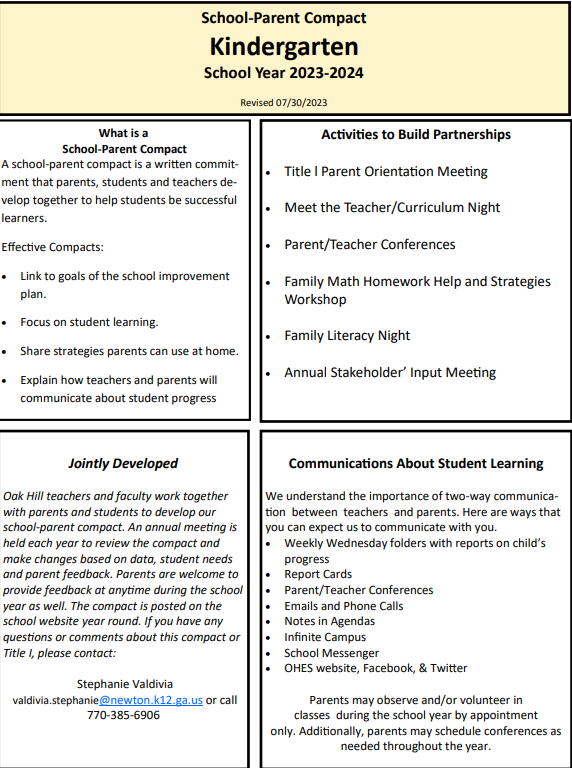 School-Parent Compact
Kindergarten
School Year 2023-2024
Revised 07/30/2023
What is a
School-Parent Compact
A school-parent compact is a written commit-
ment that parents, students and teachers de-
velop together to help students be successful
learners.
Effective Compacts:
• Link to goals of the school improvement
plan.
• Focus on student learning.
• Share strategies parents can use at home.
• Explain how teachers and parents will
communicate about student progress
Activities to Build Partnerships
• Title l Parent Orientation Meeting
• Meet the Teacher/Curriculum Night
• Parent/Teacher Conferences
• Family Math Homework Help and Strategies
Workshop
• Family Literacy Night
• Annual Stakeholder’ Input Meeting
Jointly Developed
Oak Hill teachers and faculty work together
with parents and students to develop our
school-parent compact. An annual meeting is
held each year to review the compact and
make changes based on data, student needs
and parent feedback. Parents are welcome to
provide feedback at anytime during the school
year as well. The compact is posted on the
school website year round. If you have any
questions or comments about this compact or
Title I, please contact:
Stephanie Valdivia
valdivia.stephanie@newton.k12.ga.us or call
770-385-6906
Communications About Student Learning
We understand the importance of two-way communica-
tion between teachers and parents. Here are ways that
you can expect us to communicate with you.
• Weekly Wednesday folders with reports on child’s
progress
• Report Cards
• Parent/Teacher Conferences
• Emails and Phone Calls
• Notes in Agendas
• Infinite Campus
• School Messenger
• OHES website, Facebook, & Twitter
Parents may observe and/or volunteer in
classes during the school year by appointment
only. Additionally, parents may schedule conferences as
needed throughout the year.